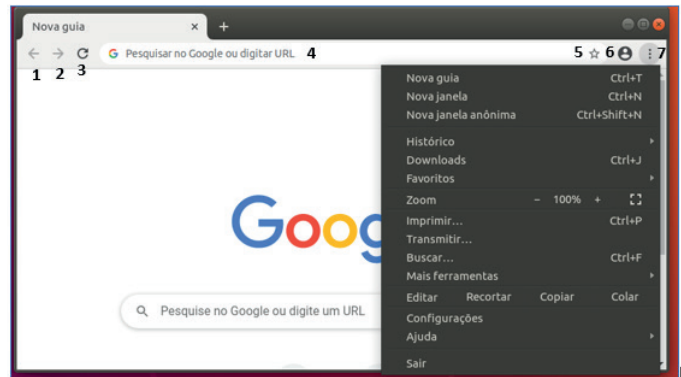 Nova guia
Pesquisar no Google ou digitar URL 4 5 6 7
1 2 3
Nova guia Ctrl+T
Nova janela Ctrl+N
Nova janela anônima Ctrl+Shift+N
Histórico
Downloads Ctrl+J
Favoritos
Zoom - 100% +
Imprimir... Ctrl+P
Transmitir...
Buscar... Ctrl+F
Mais ferramentas
Editar Recortar Copiar Colar
Configurações
Ajuda
Sair
Goog
Pesquise no Google ou digite um URL